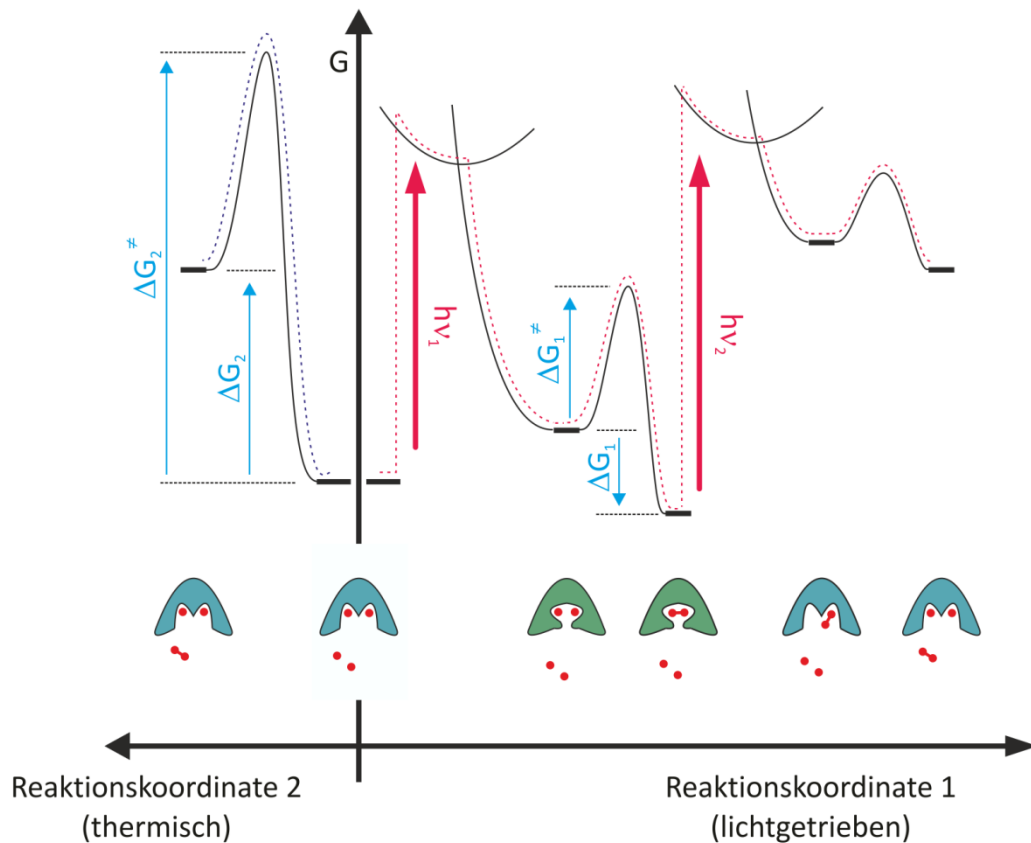 G
ΔG₂≠
ΔG₂
hν₁
ΔG₁≠
ΔG₁
hν₂
Reaktionskoordinate 2
(thermisch)
Reaktionskoordinate 1
(lichtgetrieben)